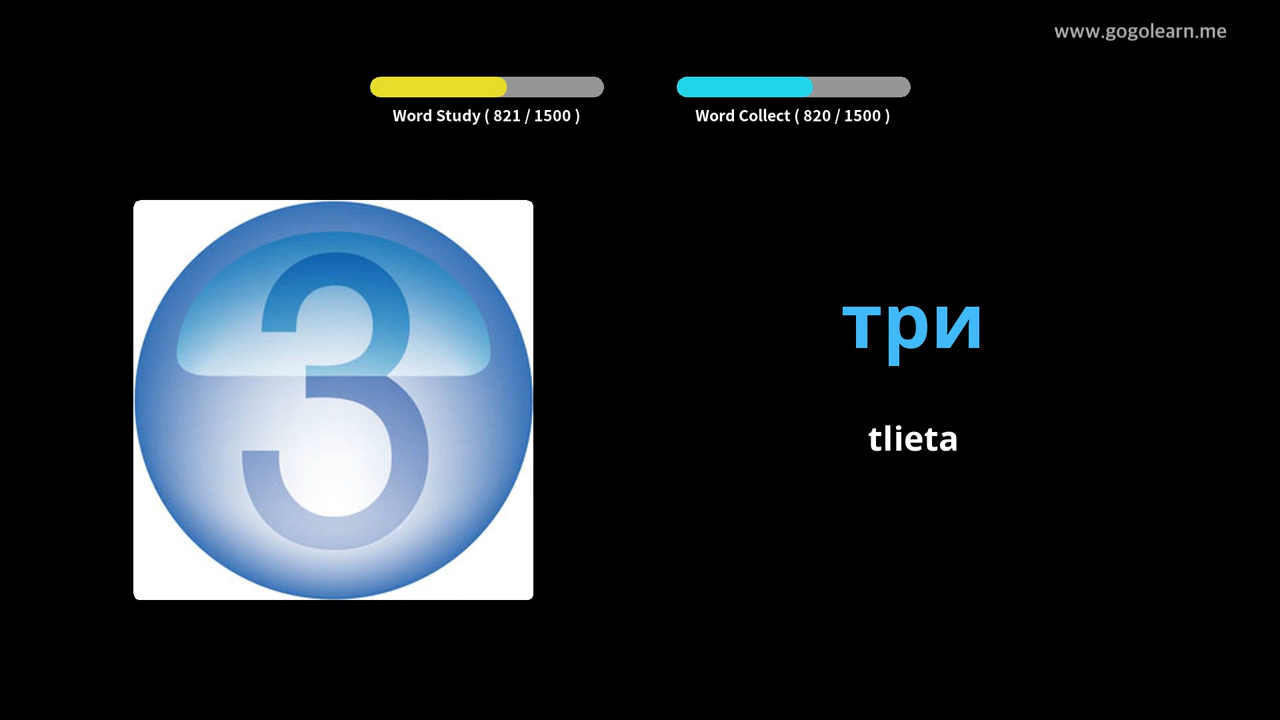 www.gogolearn.me
Word Study ( 821 / 1500 )
Word Collect ( 820 / 1500 )
3
три
tlieta